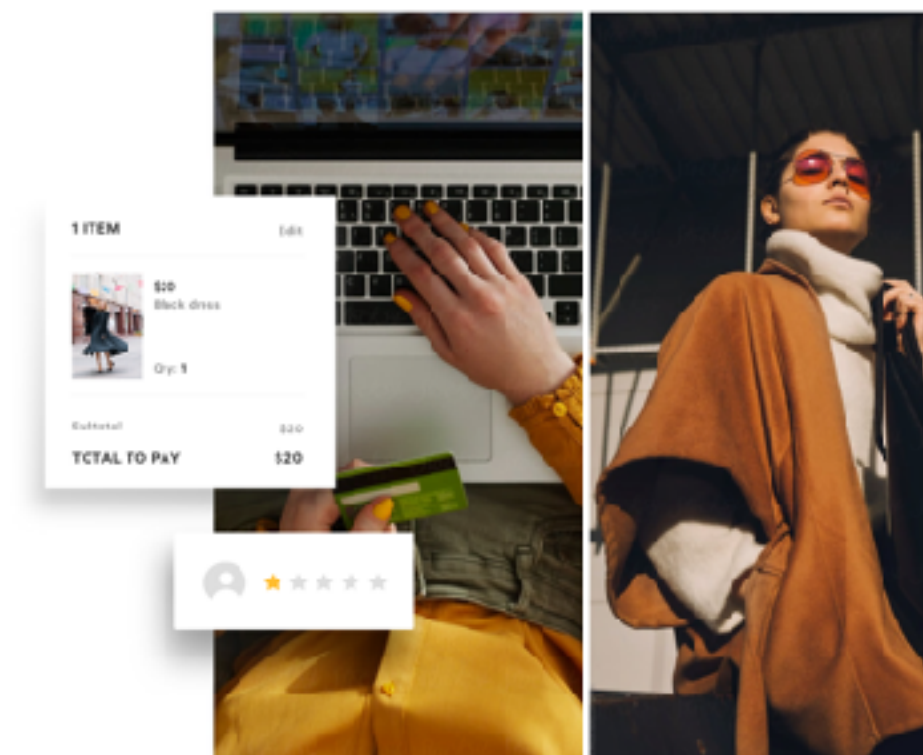 1 ITEM
Edit
$20
Black dress
Qty: 1
Subtotal
$20
TOTAL TO PAY
$20